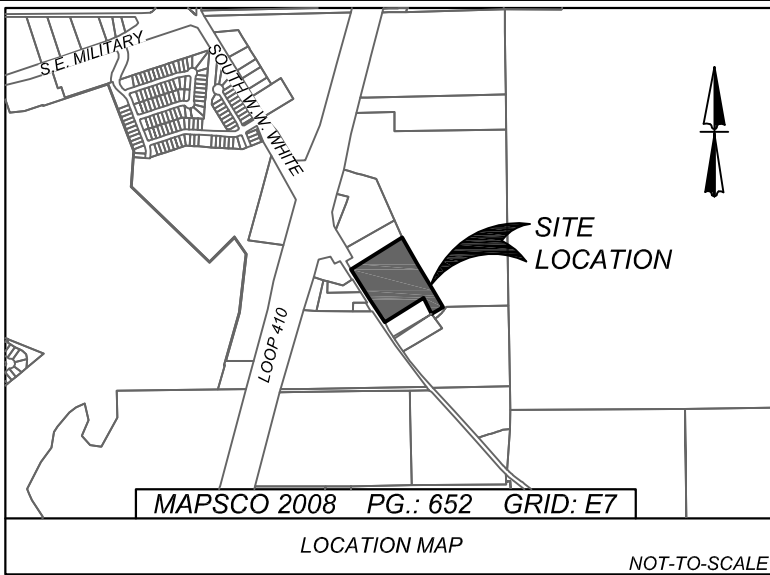 S.E. MILITARY
SOUTH W.W. WHITE
SITE
LOCATION
LOOP 410
MAPSCO 2008 PG.: 652 GRID: E7
LOCATION MAP
NOT-TO-SCALE